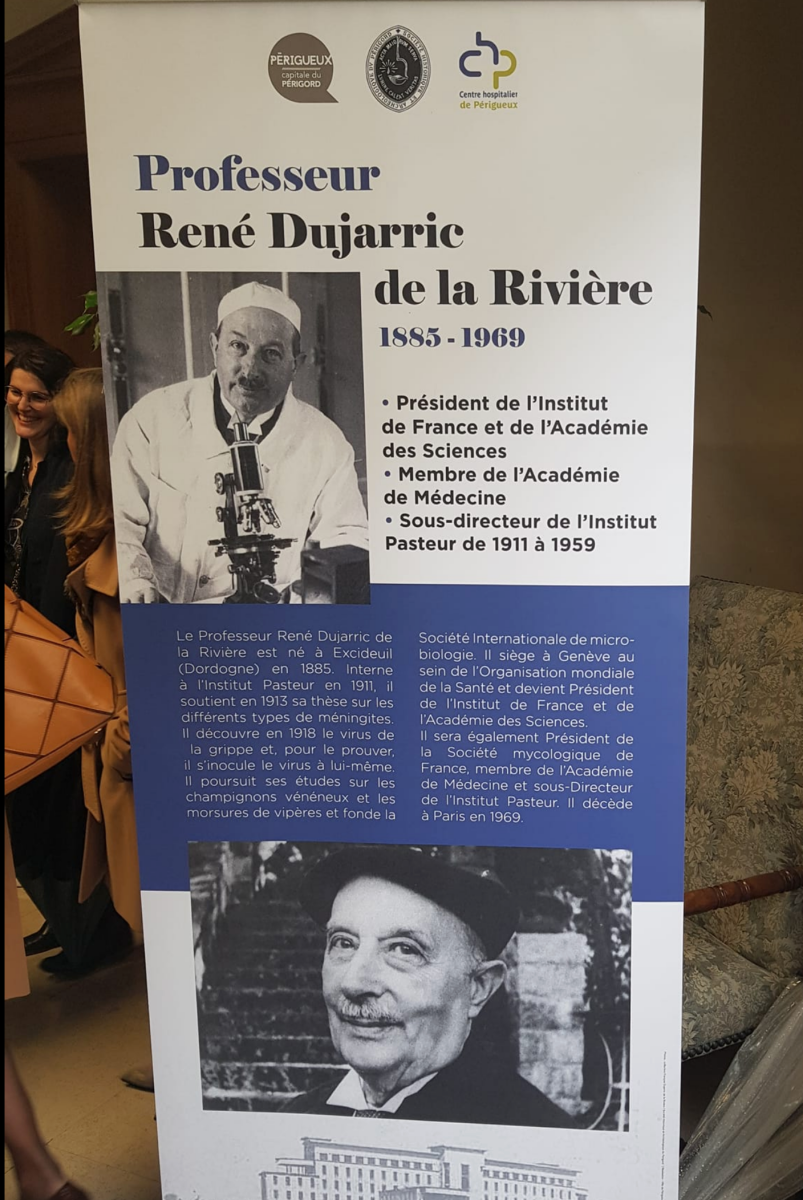 PÉRIGUEUX
capitale du
PÉRIGORD
Centre hospitalier
de Périgueux
Professeur
René Dujarric
de la Rivière
1885 - 1969
• Président de l'Institut
de France et de l'Académie
des Sciences
• Membre de l'Académie
de Médecine
• Sous-directeur de l'Institut
Pasteur de 1911 à 1959
Le Professeur René Dujarric de
la Rivière est né à Excideuil
(Dordogne) en 1885. Interne
à l'Institut Pasteur en 1911, il
soutient en 1913 sa thèse sur les
différents types de méningites.
Il découvre en 1918 le virus de
la grippe et, pour le prouver,
il s'inocule le virus à lui-même.
Il poursuit ses études sur les
champignons vénéneux et les
morsures de vipères et fonde la
Société Internationale de micro-
biologie. Il siège à Genève au
sein de l'Organisation mondiale
de la Santé et devient Président
de l'Institut de France et de
l'Académie des Sciences.
Il sera également Président de
la Société mycologique de
France, membre de l'Académie
de Médecine et sous-Directeur
de l'Institut Pasteur. Il décède
à Paris en 1969.